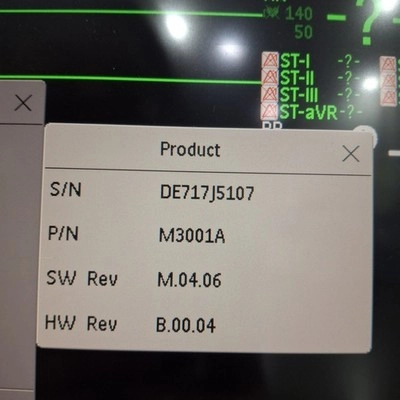 140
50
-?-
ST-I -?-
ST-II -?-
ST-III -?-
ST-aVR -?-
Product
S/N DE717J5107
P/N M3001A
SW Rev M.04.06
HW Rev B.00.04